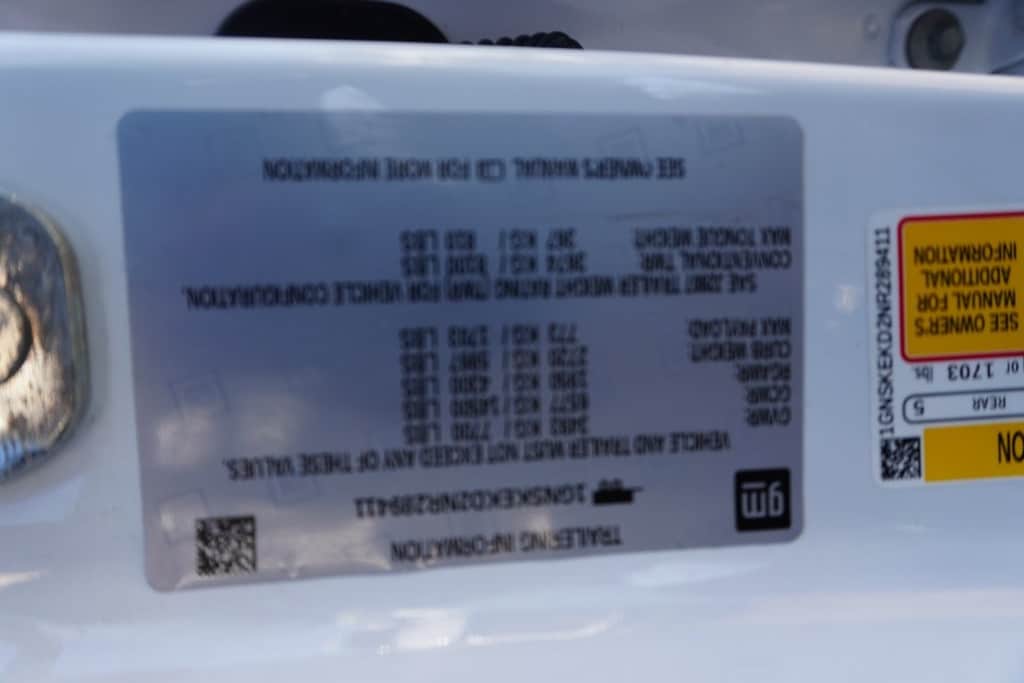 gm
TRAILERING INFORMATION
1GNSKEKD2NR289411
VEHICLE AND TRAILER MUST NOT EXCEED ANY OF THESE VALUES.
GVWR: 3493 KG / 7700 LBS
GCWR: 6577 KG / 14500 LBS
RGAWR: 1950 KG / 4300 LBS
CURB WEIGHT: 2720 KG / 5997 LBS
MAX PAYLOAD: 773 KG / 1703 LBS
SAE J2807 TRAILER WEIGHT RATING (TWR) FOR VEHICLE CONFIGURATION.
CONVENTIONAL TWR: 3674 KG / 8100 LBS
MAX TONGUE WEIGHT: 367 KG / 810 LBS
SEE OWNER'S MANUAL FOR MORE INFORMATION
ON
REAR 5
or 1703 lbs
SEE OWNER'S
MANUAL FOR
ADDITIONAL
INFORMATION
1GNSKEKD2NR289411